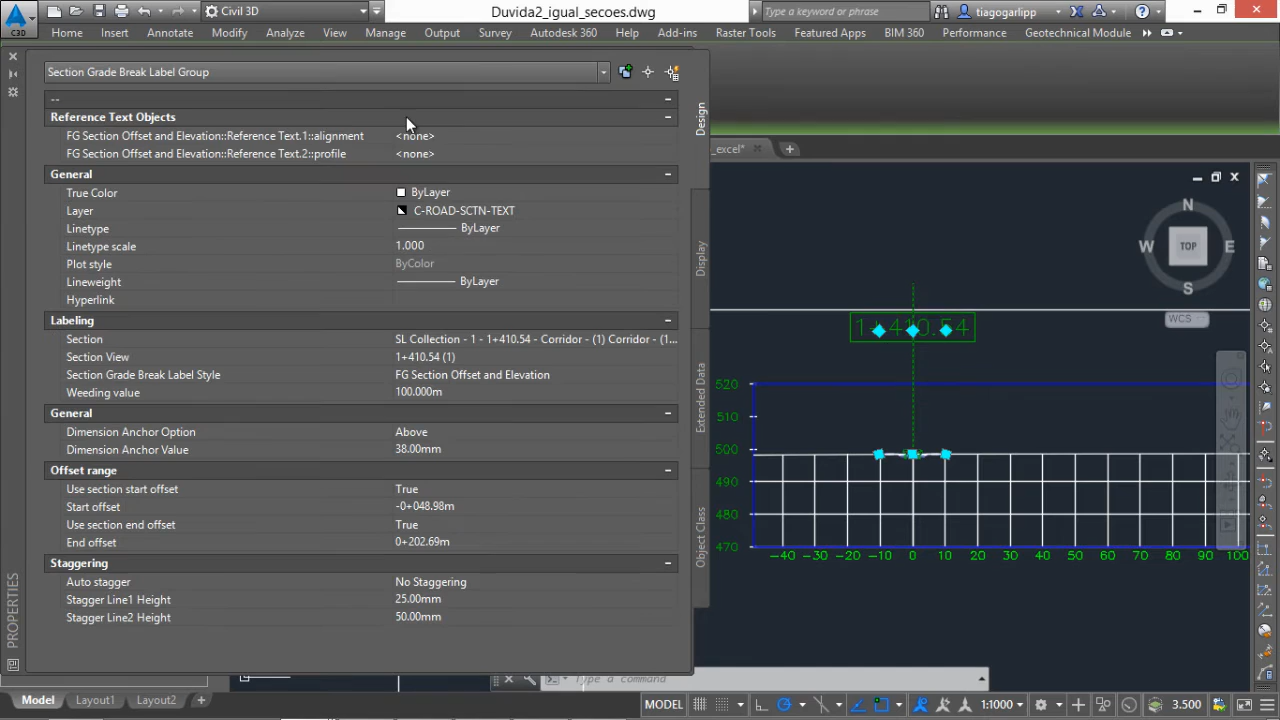 Civil 3D
Duvida2_igual_secoes.dwg
Type a keyword or phrase
tiagogarlipp
C3D
Home Insert Annotate Modify Analyze View Manage Output Survey Autodesk 360 Help Add-ins Raster Tools Featured Apps BIM 360 Performance Geotechnical Module
Section Grade Break Label Group
--
Reference Text Objects
FG Section Offset and Elevation::Reference Text.1::alignment <none>
FG Section Offset and Elevation::Reference Text.2::profile <none>
General
True Color ByLayer
Layer C-ROAD-SCTN-TEXT
Linetype ByLayer
Linetype scale 1.000
Plot style ByColor
Lineweight ByLayer
Hyperlink
Labeling
Section SL Collection - 1 - 1+410.54 - Corridor - (1) Corridor - (1...
Section View 1+410.54 (1)
Section Grade Break Label Style FG Section Offset and Elevation
Weeding value 100.000m
General
Dimension Anchor Option Above
Dimension Anchor Value 38.00mm
Offset range
Use section start offset True
Start offset -0+048.98m
Use section end offset True
End offset 0+202.69m
Staggering
Auto stagger No Staggering
Stagger Line1 Height 25.00mm
Stagger Line2 Height 50.00mm
Design
Display
Extended Data
Object Class
PROPERTIES
_excel*
N
W TOP E
S
WCS
1+410.54
520
510
500
490
480
470
-40 -30 -20 -10 0 10 20 30 40 50 60 70 80 90 100
Type a command
Model Layout1 Layout2
MODEL 1:1000 3.500